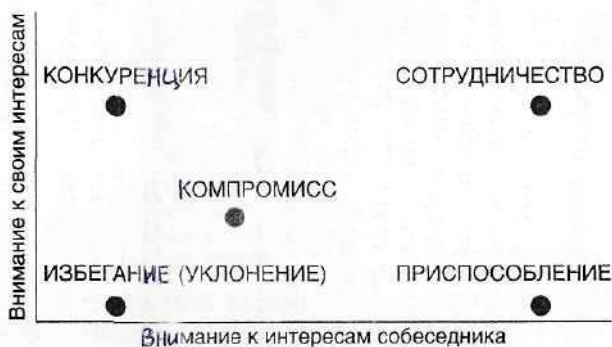 Внимание к своим интересам
КОНКУРЕНЦИЯ
СОТРУДНИЧЕСТВО
КОМПРОМИСС
ИЗБЕГАНИЕ (УКЛОНЕНИЕ)
ПРИСПОСОБЛЕНИЕ
Внимание к интересам собеседника